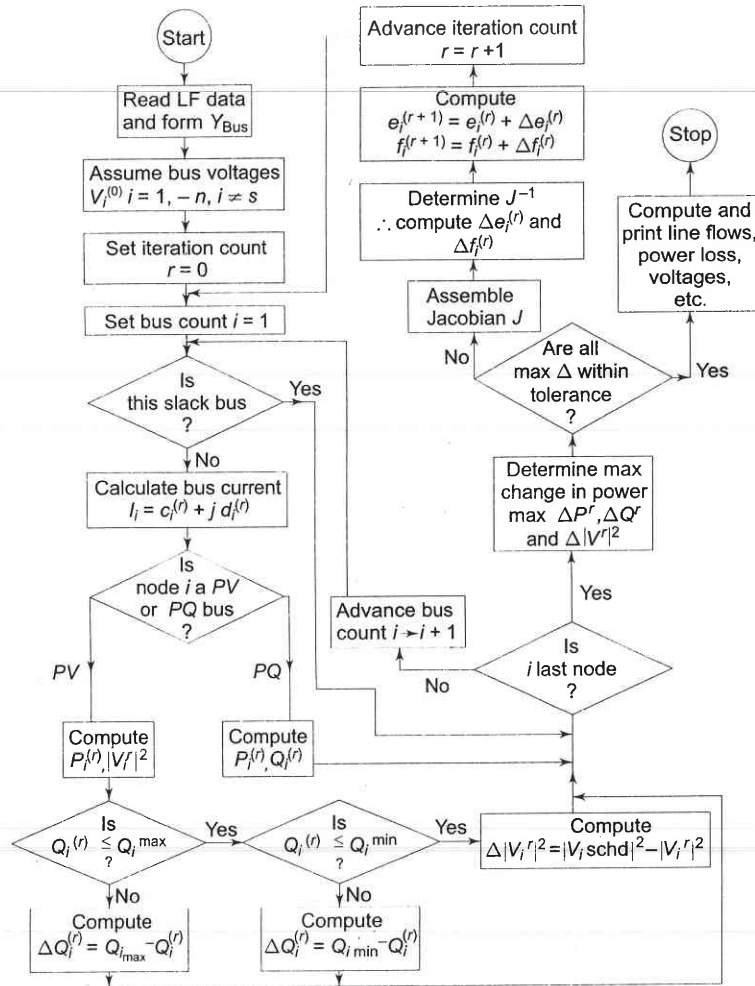 Start
Read LF data
and form Y_Bus
Assume bus voltages
V_i^(0) i = 1, – n, i ≠ s
Set iteration count
r = 0
Set bus count i = 1
Is
this slack bus
?
Yes
No
Calculate bus current
I_i = c_i^(r) + j d_i^(r)
Is
node i a PV
or PQ bus
?
PV
PQ
Compute
P_i^(r), |V_i^r|^2
Compute
P_i^(r), Q_i^(r)
Is
Q_i^(r) ≤ Q_i^max
?
Yes
No
Is
Q_i^(r) ≤ Q_i^min
?
Yes
No
Compute
ΔQ_i^(r) = Q_i_max – Q_i^(r)
Compute
ΔQ_i^(r) = Q_i min – Q_i^(r)
Compute
Δ|V_i^r|^2 = |V_i schd|^2 – |V_i^r|^2
Is
i last node
?
No
Yes
Advance bus
count i → i + 1
Determine max
change in power
max ΔP^r, ΔQ^r
and Δ|V^r|^2
Are all
max Δ within
tolerance
?
No
Yes
Assemble
Jacobian J
Determine J^–1
∴ compute Δe_i^(r) and
Δf_i^(r)
Compute
e_i^(r + 1) = e_i^(r) + Δe_i^(r)
f_i^(r + 1) = f_i^(r) + Δf_i^(r)
Advance iteration count
r = r +1
Compute and
print line flows,
power loss,
voltages,
etc.
Stop